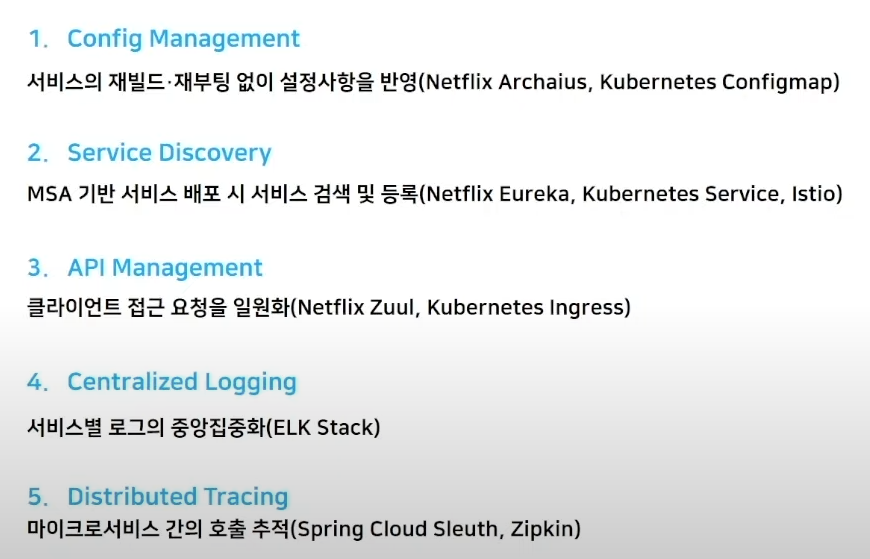 1. Config Management
서비스의 재빌드·재부팅 없이 설정사항을 반영(Netflix Archaius, Kubernetes Configmap)
2. Service Discovery
MSA 기반 서비스 배포 시 서비스 검색 및 등록(Netflix Eureka, Kubernetes Service, Istio)
3. API Management
클라이언트 접근 요청을 일원화(Netflix Zuul, Kubernetes Ingress)
4. Centralized Logging
서비스별 로그의 중앙집중화(ELK Stack)
5. Distributed Tracing
마이크로서비스 간의 호출 추적(Spring Cloud Sleuth, Zipkin)